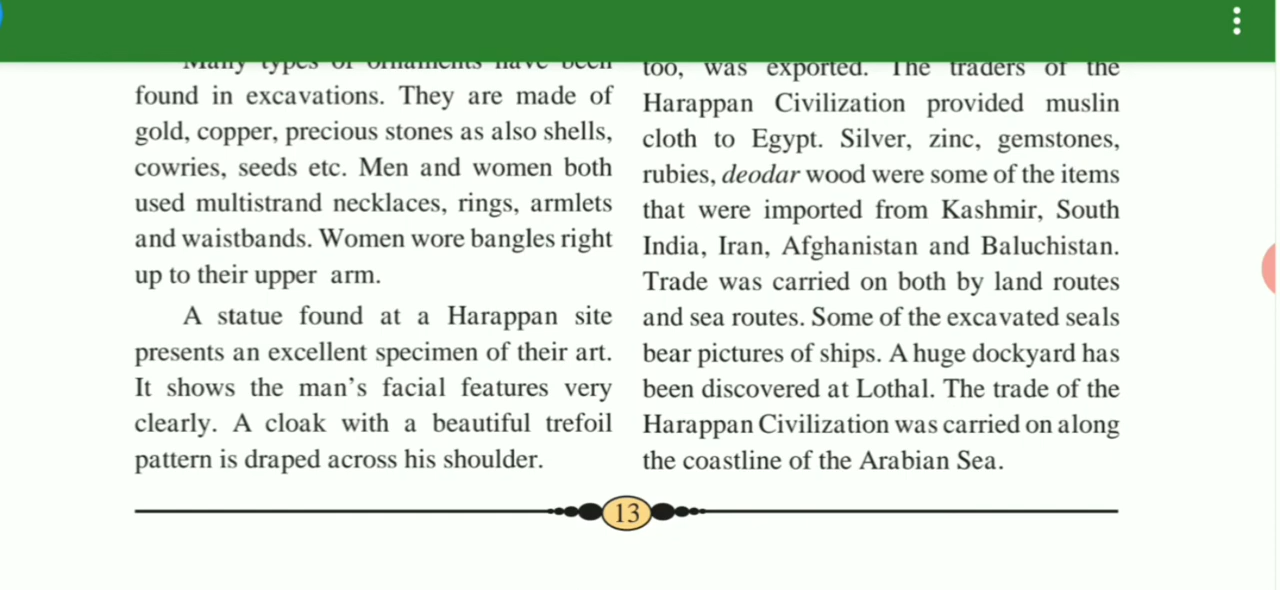 Many types of ornaments have been
found in excavations. They are made of
gold, copper, precious stones as also shells,
cowries, seeds etc. Men and women both
used multistrand necklaces, rings, armlets
and waistbands. Women wore bangles right
up to their upper arm.
A statue found at a Harappan site
presents an excellent specimen of their art.
It shows the man’s facial features very
clearly. A cloak with a beautiful trefoil
pattern is draped across his shoulder.
too, was exported. The traders of the
Harappan Civilization provided muslin
cloth to Egypt. Silver, zinc, gemstones,
rubies, deodar wood were some of the items
that were imported from Kashmir, South
India, Iran, Afghanistan and Baluchistan.
Trade was carried on both by land routes
and sea routes. Some of the excavated seals
bear pictures of ships. A huge dockyard has
been discovered at Lothal. The trade of the
Harappan Civilization was carried on along
the coastline of the Arabian Sea.
13